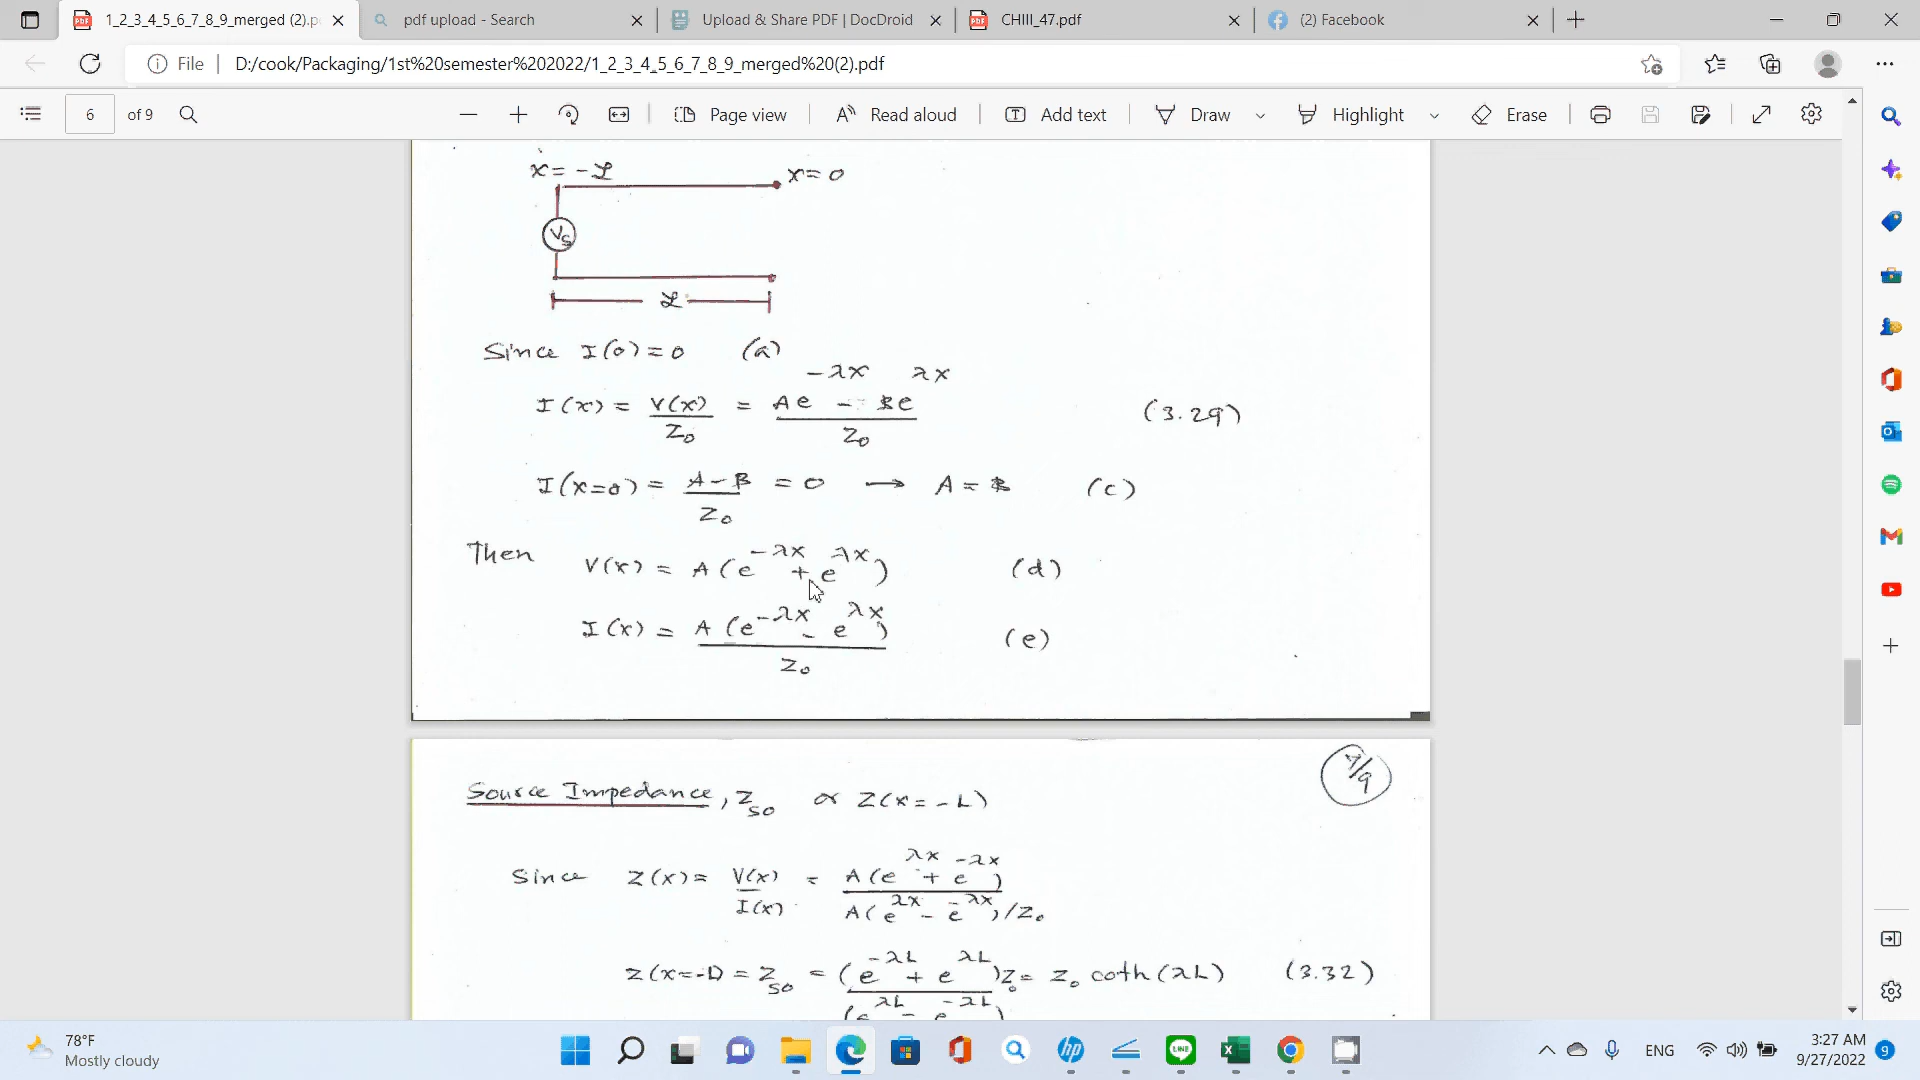 1_2_3_4_5_6_7_8_9_merged (2).p
pdf upload - Search
Upload & Share PDF | DocDroid
CHIII_47.pdf
(2) Facebook
File
D:/cook/Packaging/1st%20semester%202022/1_2_3_4_5_6_7_8_9_merged%20(2).pdf
6 of 9
Page view
Read aloud
Add text
Draw
Highlight
Erase
x = -ℒ
x = 0
Vs
ℒ
Since I(0) = 0 (a)
I(x) = V(x)/Z₀ = (Ae^-λx - Be^λx)/Z₀ (3.29)
I(x=0) = (A-B)/Z₀ = 0 → A = B (c)
Then V(x) = A(e^-λx + e^λx) (d)
I(x) = A(e^-λx - e^λx)/Z₀ (e)
7/9
Source Impedance, Zso or Z(x = -L)
Since Z(x) = V(x)/I(x) = A(e^λx + e^-λx)/A(e^λx - e^-λx)/Z₀
Z(x=-L) = Zso = (e^-λL + e^λL)Z₀/(e^λL - e^-λL) = Z₀ coth(λL) (3.32)
78°F
Mostly cloudy
ENG
3:27 AM
9/27/2022
9